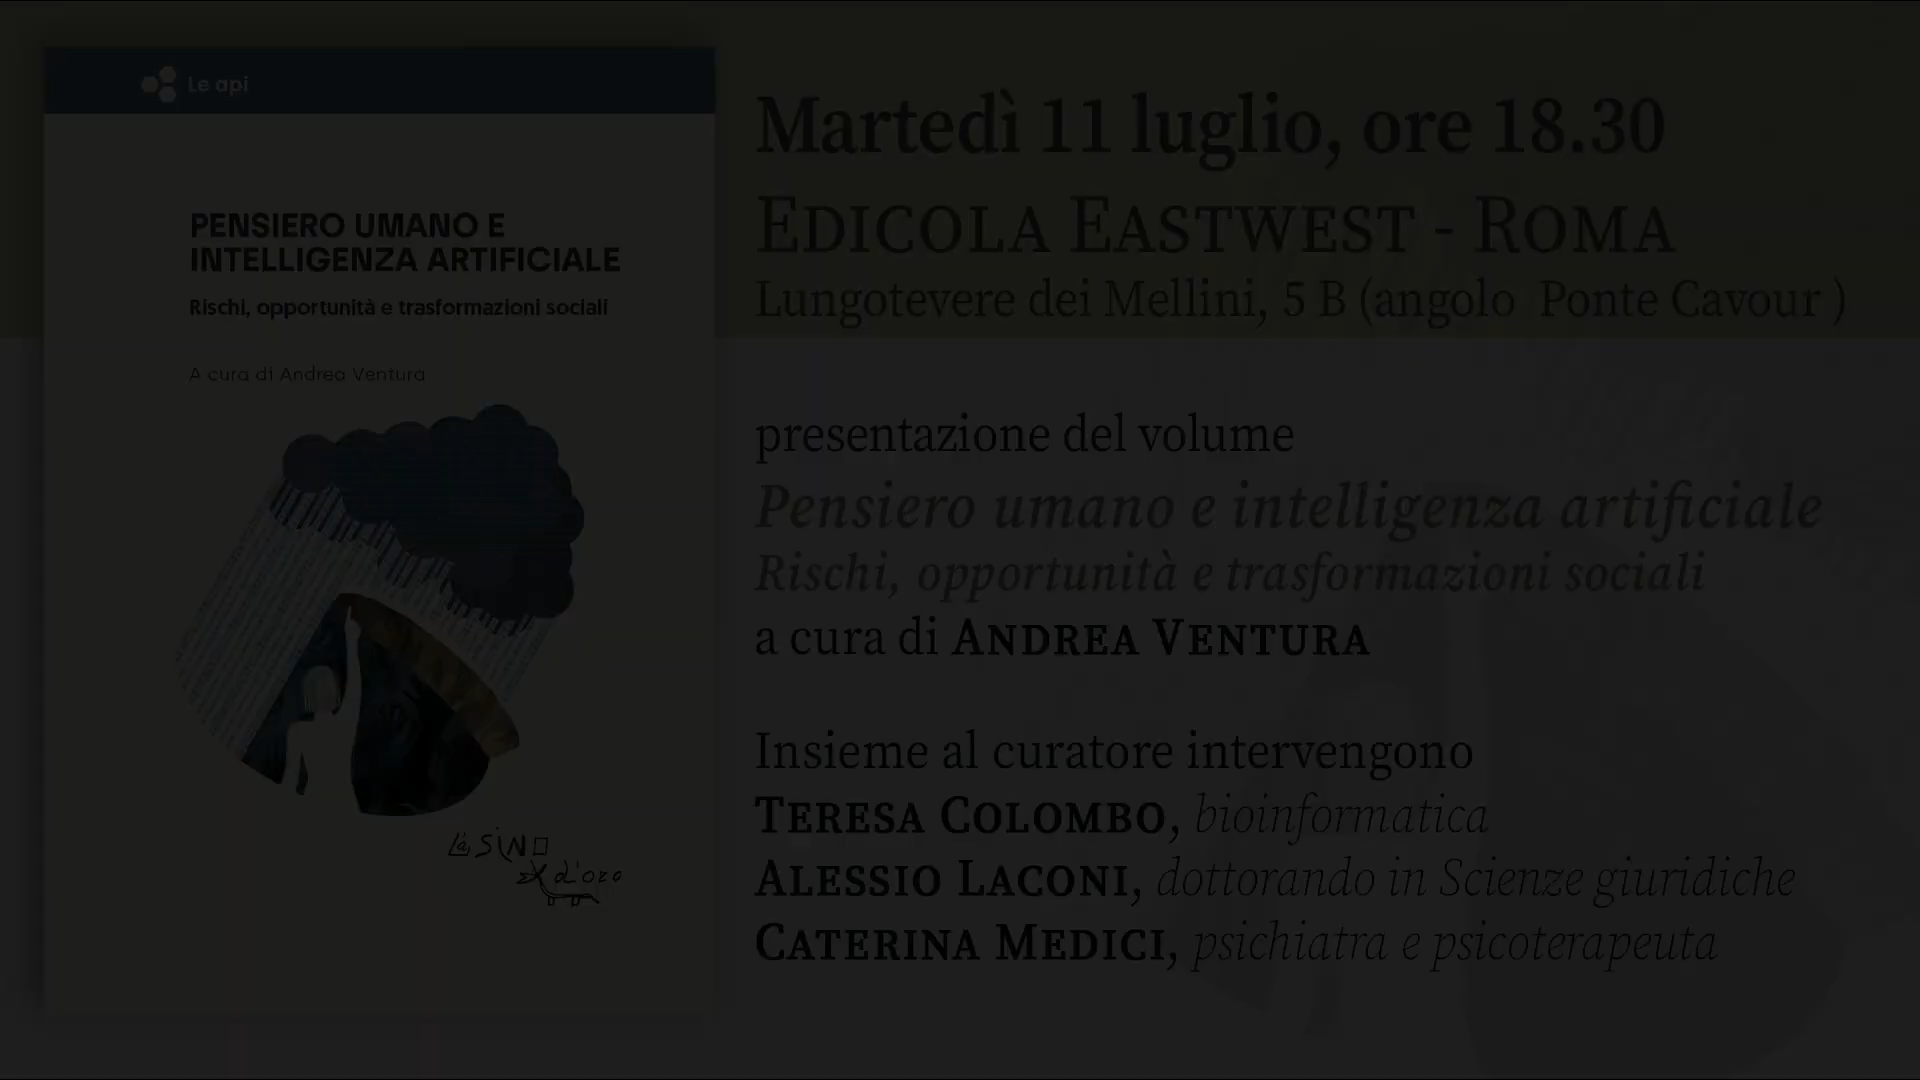 Le api
PENSIERO UMANO E
INTELLIGENZA ARTIFICIALE
Rischi, opportunità e trasformazioni sociali
A cura di Andrea Ventura
L'aSiNO
d'oro
Martedì 11 luglio, ore 18.30
EDICOLA EASTWEST - ROMA
Lungotevere dei Mellini, 5 B (angolo Ponte Cavour )
presentazione del volume
Pensiero umano e intelligenza artificiale
Rischi, opportunità e trasformazioni sociali
a cura di ANDREA VENTURA
Insieme al curatore intervengono
TERESA COLOMBO, bioinformatica
ALESSIO LACONI, dottorando in Scienze giuridiche
CATERINA MEDICI, psichiatra e psicoterapeuta